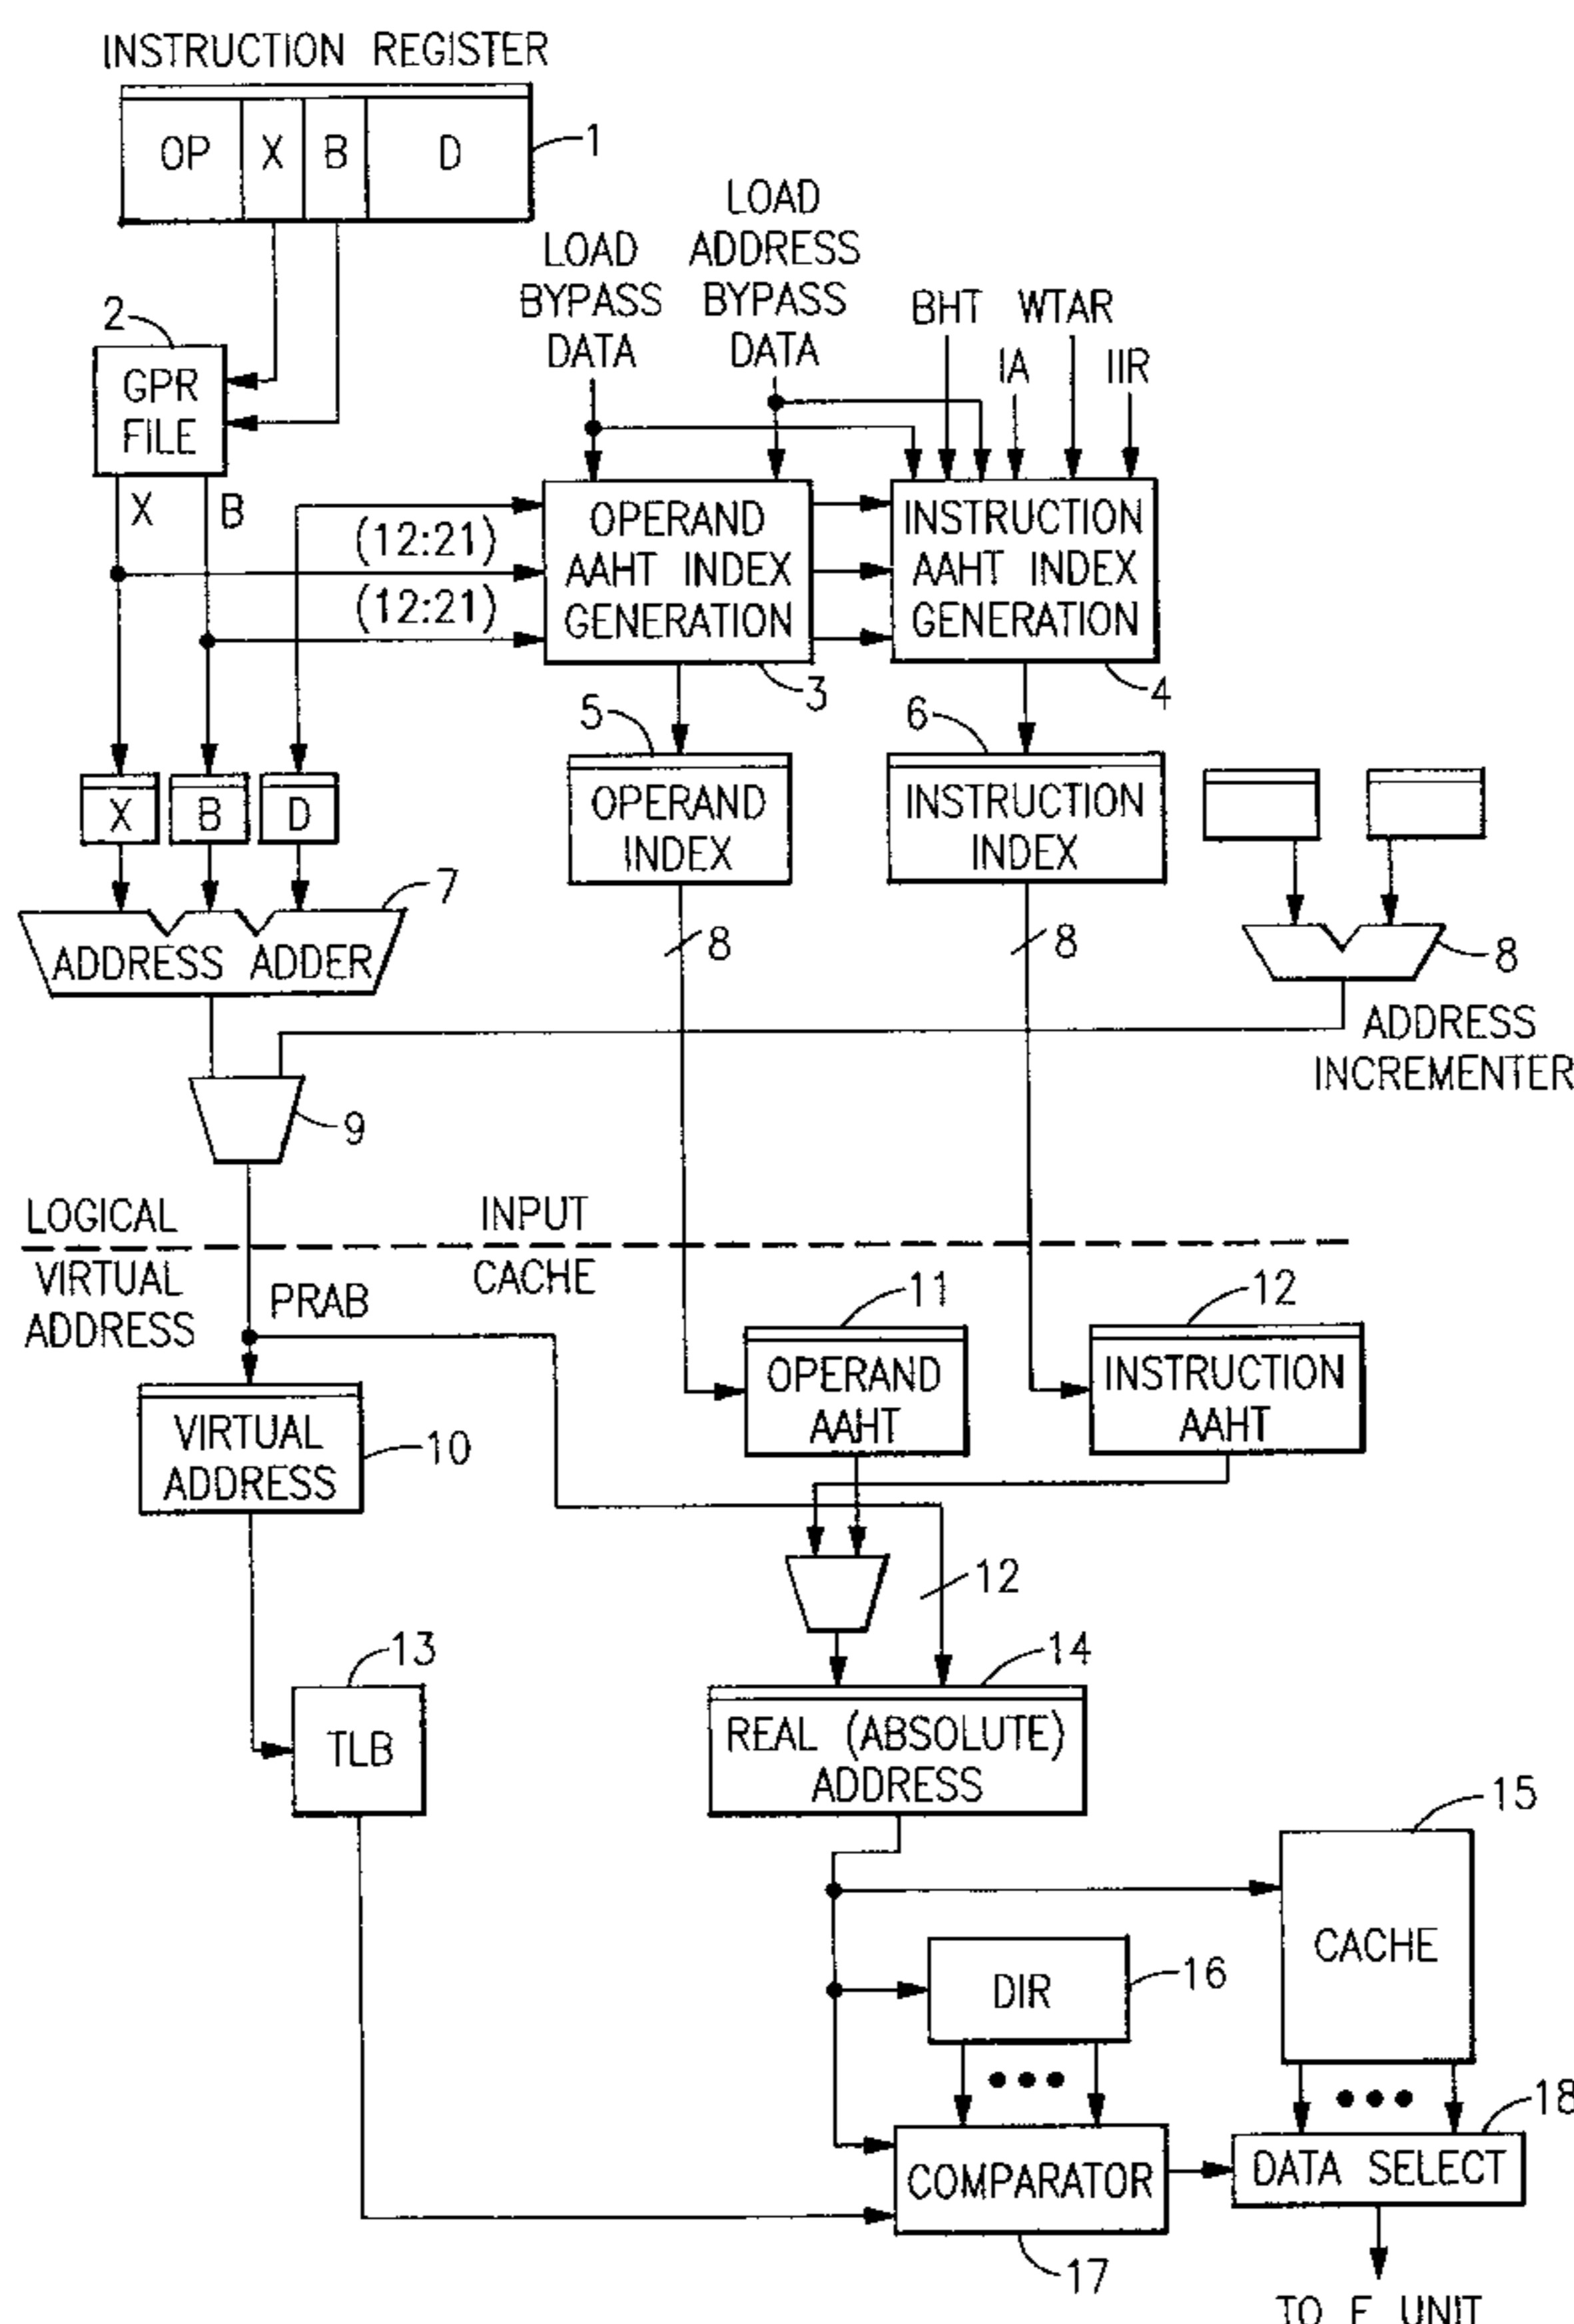 INSTRUCTION REGISTER
OP X B D
1
LOAD
BYPASS
DATA
LOAD
ADDRESS
BYPASS
DATA
BHT WTAR
IA IIR
2
GPR
FILE
X B
(12:21)
(12:21)
OPERAND
AAHT INDEX
GENERATION
3
INSTRUCTION
AAHT INDEX
GENERATION
4
5
OPERAND
INDEX
6
INSTRUCTION
INDEX
X B D
7
ADDRESS ADDER
8
8
8
ADDRESS
INCREMENTER
9
LOGICAL
INPUT
VIRTUAL
ADDRESS
CACHE
PRAB
11
OPERAND
AAHT
12
INSTRUCTION
AAHT
VIRTUAL
ADDRESS
10
12
13
TLB
14
REAL (ABSOLUTE)
ADDRESS
15
CACHE
DIR
16
COMPARATOR
17
18
DATA SELECT
TO E UNIT